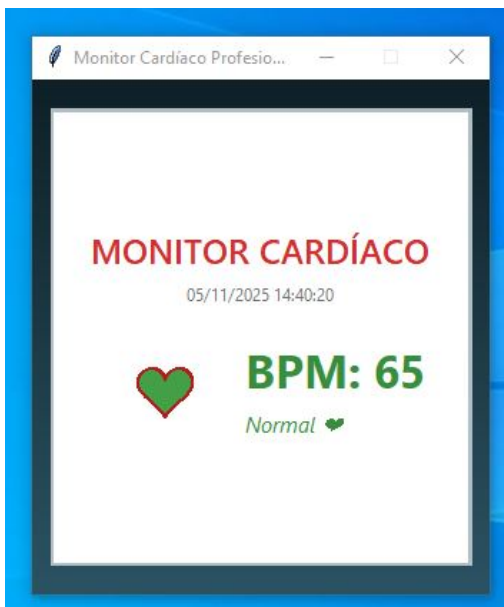 Monitor Cardíaco Profesio...
MONITOR CARDÍACO
05/11/2025 14:40:20
BPM: 65
Normal ❤